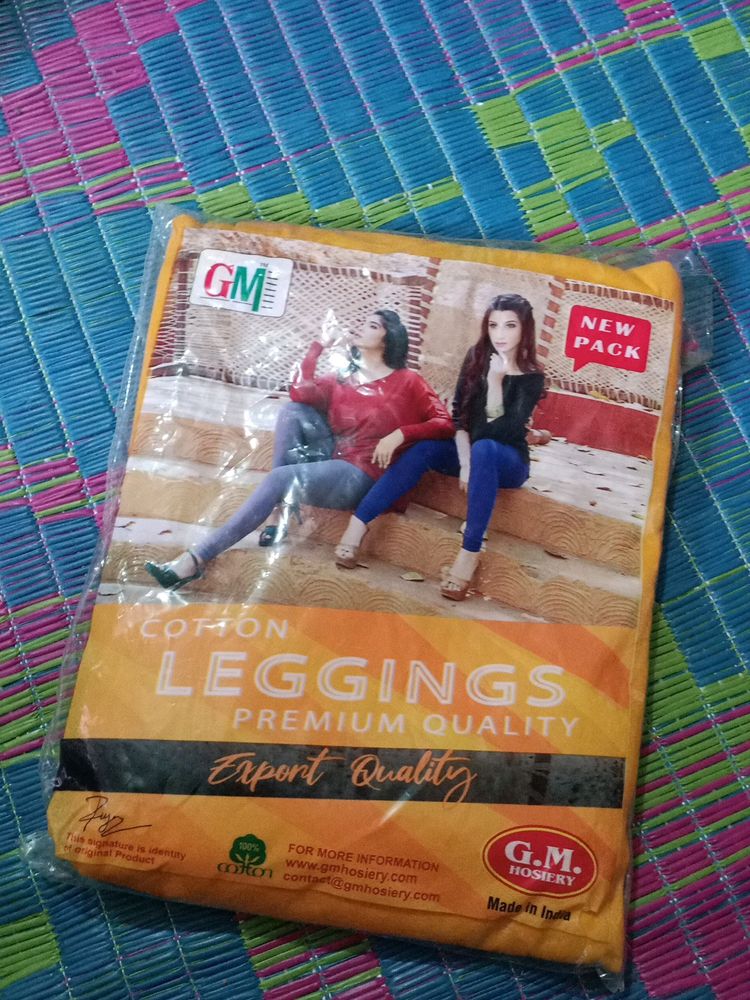 GM
NEW
PACK
COTTON
LEGGINGS
PREMIUM QUALITY
Export Quality
This signature is identity
of original Product
100%
cotton
FOR MORE INFORMATION
www.gmhosiery.com
contact@gmhosiery.com
G.M.
HOSIERY
Made in India